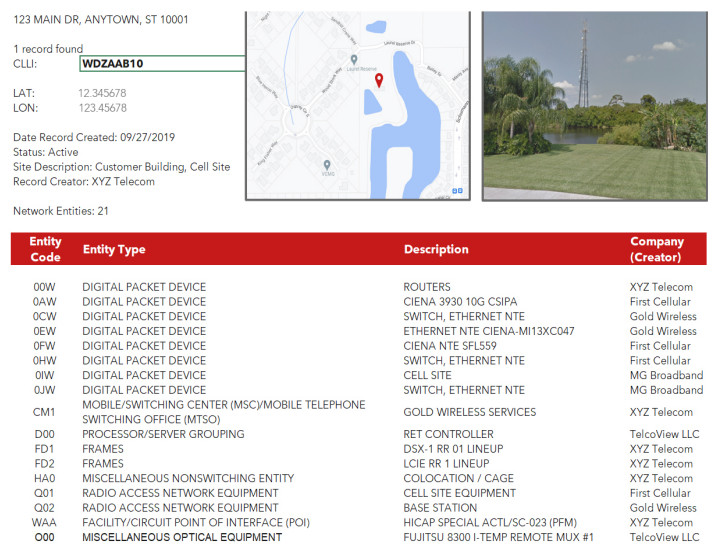 123 MAIN DR, ANYTOWN, ST 10001
1 record found
CLLI: WDZAAB10
LAT: 12.345678
LON: 123.45678
Date Record Created: 09/27/2019
Status: Active
Site Description: Customer Building, Cell Site
Record Creator: XYZ Telecom
Network Entities: 21
Laurel Reserve Dr
Laurel Reserve
Entity Code Entity Type Description Company (Creator)
00W DIGITAL PACKET DEVICE ROUTERS XYZ Telecom
0AW DIGITAL PACKET DEVICE CIENA 3930 10G CSIPA First Cellular
0CW DIGITAL PACKET DEVICE SWITCH, ETHERNET NTE Gold Wireless
0EW DIGITAL PACKET DEVICE ETHERNET NTE CIENA-MI13XC047 Gold Wireless
0FW DIGITAL PACKET DEVICE CIENA NTE SFL559 First Cellular
0HW DIGITAL PACKET DEVICE SWITCH, ETHERNET NTE First Cellular
0IW DIGITAL PACKET DEVICE CELL SITE MG Broadband
0JW DIGITAL PACKET DEVICE SWITCH, ETHERNET NTE MG Broadband
CM1 MOBILE/SWITCHING CENTER (MSC)/MOBILE TELEPHONE SWITCHING OFFICE (MTSO) GOLD WIRELESS SERVICES XYZ Telecom
D00 PROCESSOR/SERVER GROUPING RET CONTROLLER TelcoView LLC
FD1 FRAMES DSX-1 RR 01 LINEUP XYZ Telecom
FD2 FRAMES LCIE RR 1 LINEUP XYZ Telecom
HA0 MISCELLANEOUS NONSWITCHING ENTITY COLOCATION / CAGE XYZ Telecom
Q01 RADIO ACCESS NETWORK EQUIPMENT CELL SITE EQUIPMENT First Cellular
Q02 RADIO ACCESS NETWORK EQUIPMENT BASE STATION Gold Wireless
WAA FACILITY/CIRCUIT POINT OF INTERFACE (POI) HICAP SPECIAL ACTL/SC-023 (PFM) XYZ Telecom
O00 MISCELLANEOUS OPTICAL EQUIPMENT FUJITSU 8300 I-TEMP REMOTE MUX #1 TelcoView LLC